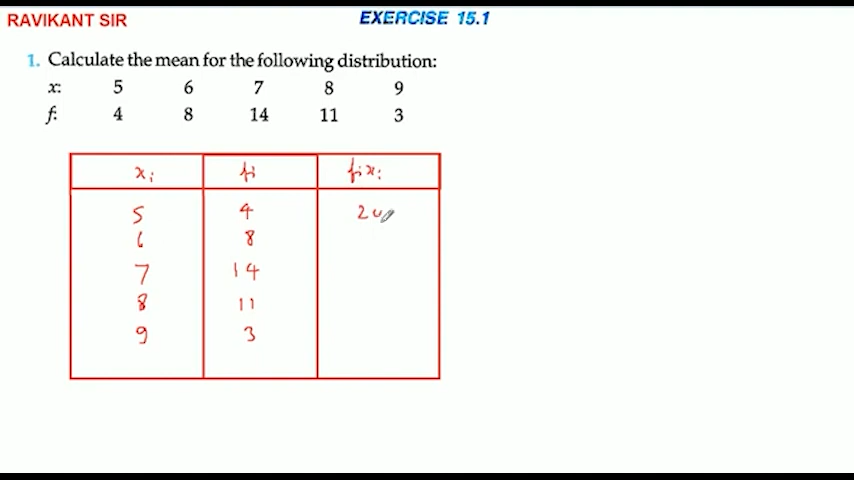 RAVIKANT SIR
EXERCISE 15.1
1. Calculate the mean for the following distribution:
x: 5 6 7 8 9
f: 4 8 14 11 3
xi fi fixi
5 4
6 8
7 14
8 11
9 3